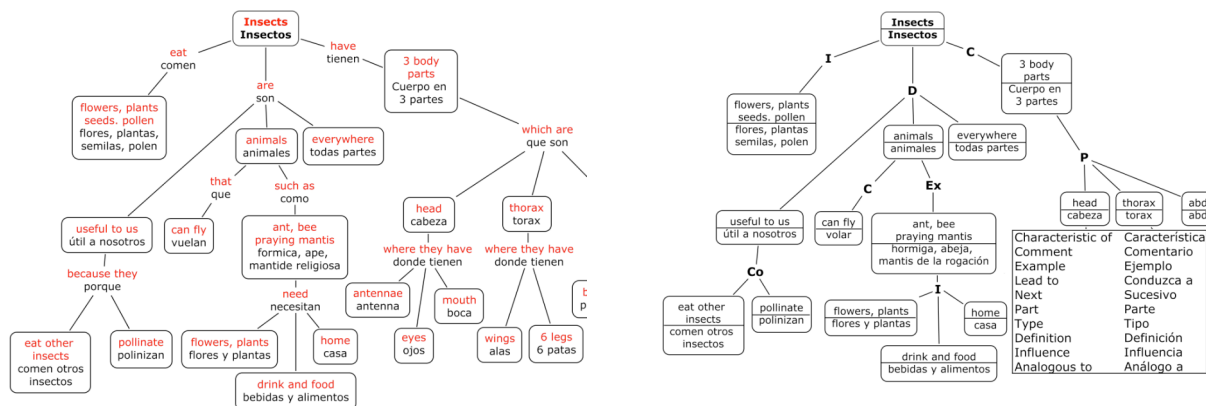 Insects
Insectos
eat
comen
have
tienen
flowers, plants
seeds. pollen
flores, plantas,
semilas, polen
are
son
3 body
parts
Cuerpo en
3 partes
animals
animales
everywhere
todas partes
which are
que son
that
que
such as
como
useful to us
útil a nosotros
can fly
vuelan
ant, bee
praying mantis
formica, ape,
mantide religiosa
head
cabeza
thorax
torax
because they
porque
where they have
donde tienen
where they have
donde tienen
need
necesitan
antennae
antenna
mouth
boca
b
p
eat other
insects
comen otros
insectos
pollinate
polinizan
flowers, plants
flores y plantas
home
casa
eyes
ojos
wings
alas
6 legs
6 patas
drink and food
bebidas y alimentos
Insects
Insectos
I
C
flowers, plants
seeds. pollen
flores, plantas
semilas, polen
D
3 body
parts
Cuerpo en
3 partes
animals
animales
everywhere
todas partes
P
C
Ex
useful to us
útil a nosotros
can fly
volar
ant, bee
praying mantis
hormiga, abeja,
mantis de la rogación
head
cabeza
thorax
torax
abd
abd
Co
I
eat other
insects
comen otros
insectos
pollinate
polinizan
flowers, plants
flores y plantas
home
casa
drink and food
bebidas y alimentos
Characteristic of Característica
Comment Comentario
Example Ejemplo
Lead to Conduzca a
Next Sucesivo
Part Parte
Type Tipo
Definition Definición
Influence Influencia
Analogous to Análogo a